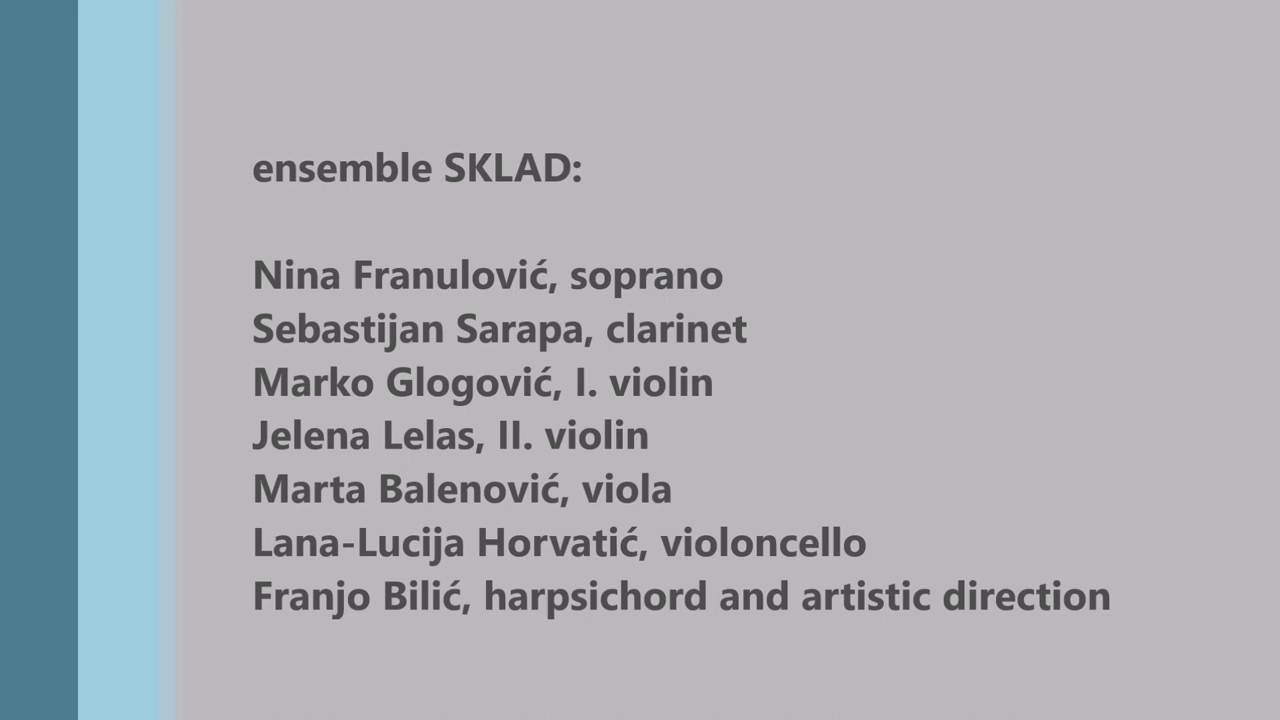 ensemble SKLAD:
Nina Franulović, soprano
Sebastijan Sarapa, clarinet
Marko Glogović, I. violin
Jelena Lelas, II. violin
Marta Balenović, viola
Lana-Lucija Horvatić, violoncello
Franjo Bilić, harpsichord and artistic direction